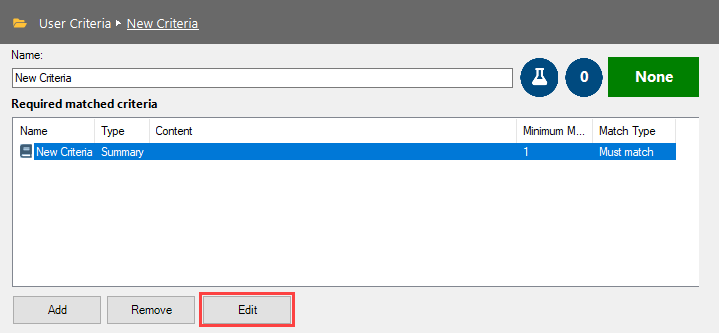 User Criteria ▸ New Criteria
Name:
New Criteria
0
None
Required matched criteria
Name Type Content Minimum M... Match Type
New Criteria Summary 1 Must match
Add Remove Edit